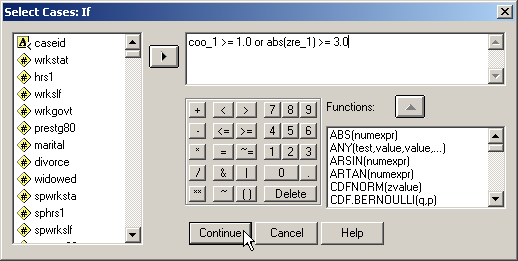 Select Cases: If
caseid
wrkstat
hrs1
wrkslf
wrkgovt
prestg80
marital
divorce
widowed
spwrksta
sphrs1
spwrkslf
coo_1 >= 1.0 or abs(zre_1) >= 3.0
+ < > 7 8 9
- <= >= 4 5 6
* = ~= 1 2 3
/ & | 0 .
** ~ ( ) Delete
Functions:
ABS(numexpr)
ANY(test,value,value,...)
ARSIN(numexpr)
ARTAN(numexpr)
CDFNORM(zvalue)
CDF.BERNOULLI(q,p)
Continue Cancel Help